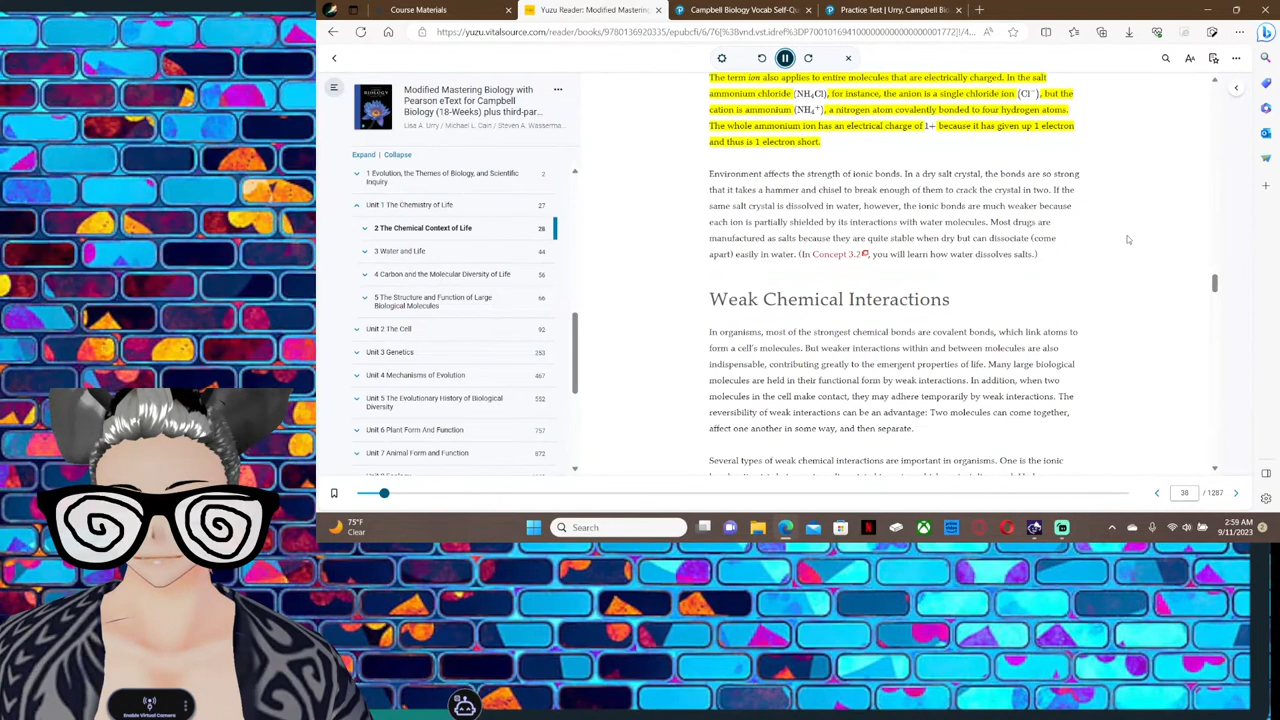 Course Materials
Yuzu Reader: Modified Mastering
Campbell Biology Vocab Self-Qu
Practice Test | Urry, Campbell B
https://yuzu.vitalsource.com/reader/books/9780136920335/epubcfi/6/76[%3Bvnd.vst.idref%3DP70010169410000000000000000001772]!/4...
Modified Mastering Biology with
Pearson eText for Campbell
Biology (18-Weeks) plus third-par...
Lisa A. Urry / Michael L. Cain / Steven A. Wasserma...
Expand | Collapse
1 Evolution, the Themes of Biology, and Scientific Inquiry 2
Unit 1 The Chemistry of Life 27
2 The Chemical Context of Life 28
3 Water and Life 44
4 Carbon and the Molecular Diversity of Life 56
5 The Structure and Function of Large Biological Molecules 66
Unit 2 The Cell 92
Unit 3 Genetics 253
Unit 4 Mechanisms of Evolution 467
Unit 5 The Evolutionary History of Biological Diversity 552
Unit 6 Plant Form And Function 757
Unit 7 Animal Form and Function 872
The term ion also applies to entire molecules that are electrically charged. In the salt
ammonium chloride (NH₄Cl), for instance, the anion is a single chloride ion (Cl⁻), but the
cation is ammonium (NH₄⁺), a nitrogen atom covalently bonded to four hydrogen atoms.
The whole ammonium ion has an electrical charge of 1+ because it has given up 1 electron
and thus is 1 electron short.
Environment affects the strength of ionic bonds. In a dry salt crystal, the bonds are so strong
that it takes a hammer and chisel to break enough of them to crack the crystal in two. If the
same salt crystal is dissolved in water, however, the ionic bonds are much weaker because
each ion is partially shielded by its interactions with water molecules. Most drugs are
manufactured as salts because they are quite stable when dry but can dissociate (come
apart) easily in water. (In Concept 3.2, you will learn how water dissolves salts.)
Weak Chemical Interactions
In organisms, most of the strongest chemical bonds are covalent bonds, which link atoms to
form a cell's molecules. But weaker interactions within and between molecules are also
indispensable, contributing greatly to the emergent properties of life. Many large biological
molecules are held in their functional form by weak interactions. In addition, when two
molecules in the cell make contact, they may adhere temporarily by weak interactions. The
reversibility of weak interactions can be an advantage: Two molecules can come together,
affect one another in some way, and then separate.
Several types of weak chemical interactions are important in organisms. One is the ionic
38 / 1287
75°F
Clear
Search
2:59 AM
9/11/2023
Enable Virtual Camera